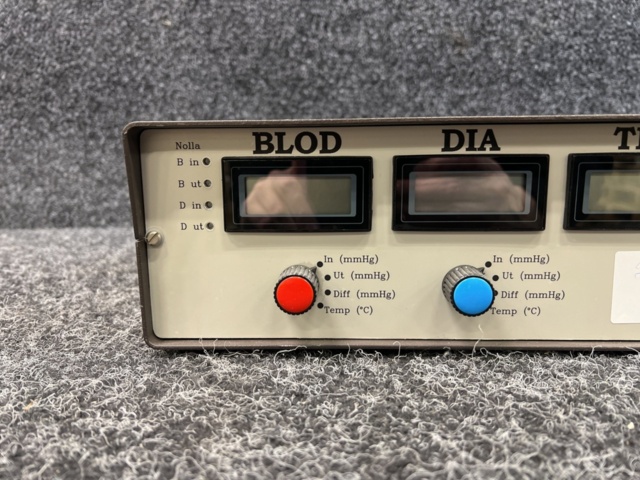 BLOD
DIA
Nolla
B in
B ut
D in
D ut
In (mmHg)
Ut (mmHg)
Diff (mmHg)
Temp (°C)
In (mmHg)
Ut (mmHg)
Diff (mmHg)
Temp (°C)